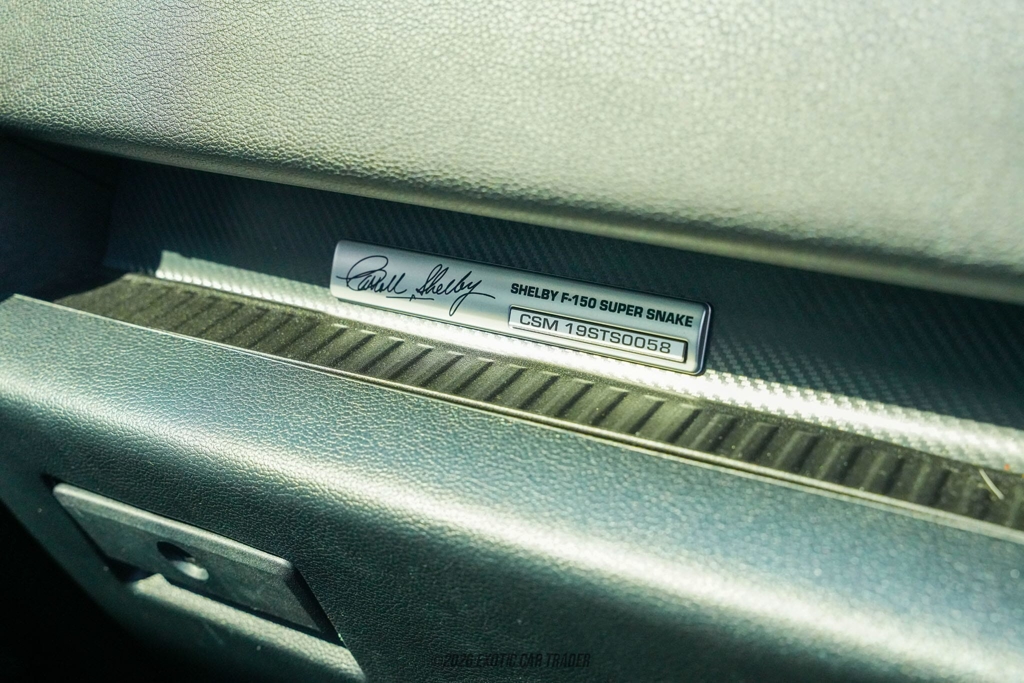 Carroll Shelby
SHELBY F-150 SUPER SNAKE
CSM 19STS0058
©2026 EXOTIC CAR TRADER